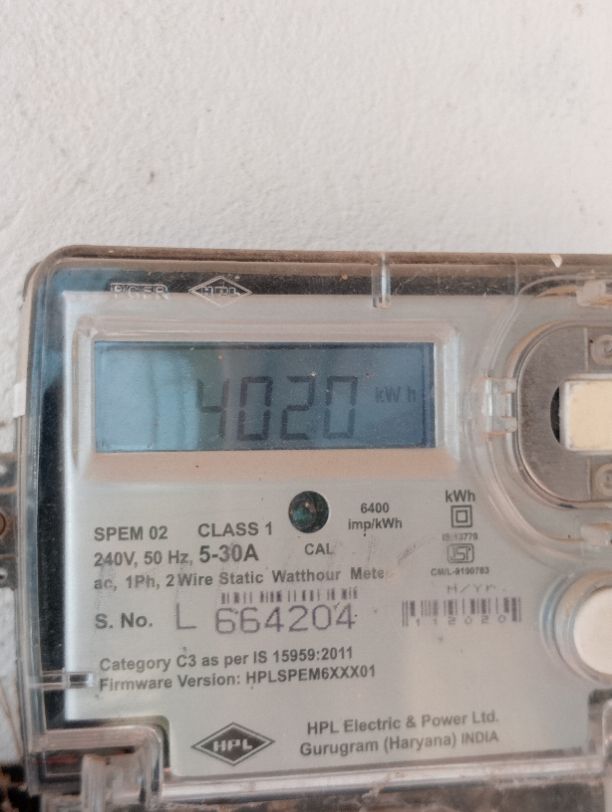 HPL
4020 kWh
6400
imp/kWh
kWh
SPEM 02 CLASS 1
240V, 50 Hz, 5-30A
CAL
IS:13779
ac, 1Ph, 2 Wire Static Watthour Mete
CM/L-9190763
M/Yr.
S. No. L 664204
112020
Category C3 as per IS 15959:2011
Firmware Version: HPLSPEM6XXX01
HPL
HPL Electric & Power Ltd.
Gurugram (Haryana) INDIA